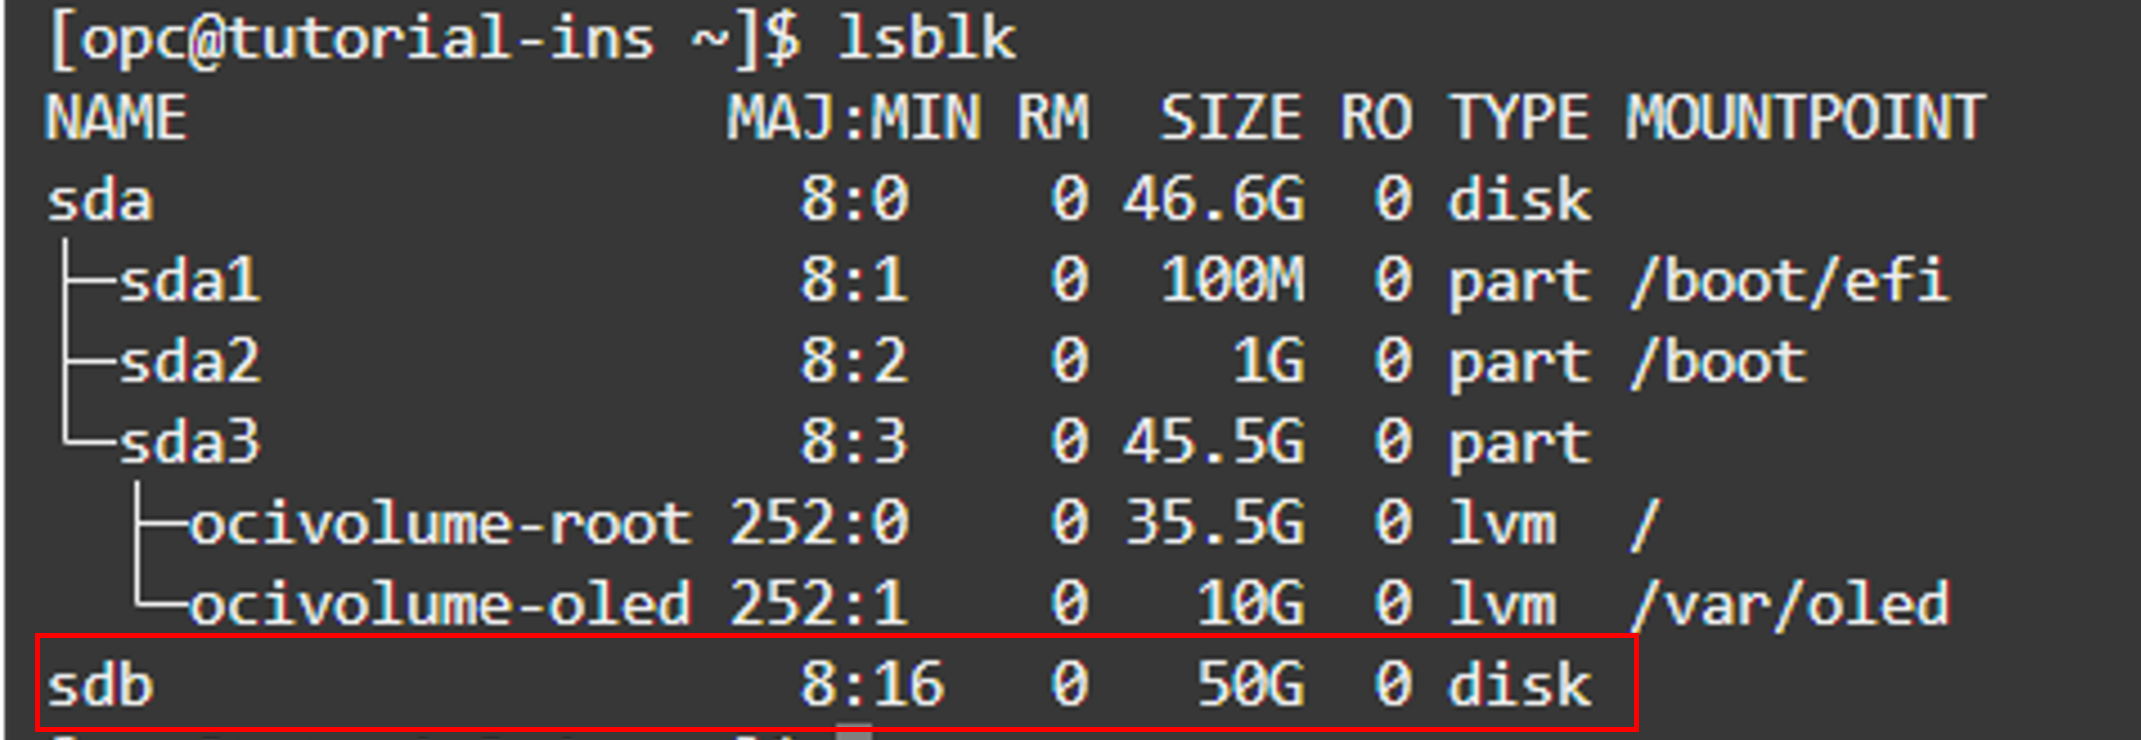 [opc@tutorial-ins ~]$ lsblk
NAME MAJ:MIN RM SIZE RO TYPE MOUNTPOINT
sda 8:0 0 46.6G 0 disk
├─sda1 8:1 0 100M 0 part /boot/efi
├─sda2 8:2 0 1G 0 part /boot
└─sda3 8:3 0 45.5G 0 part
├─ocivolume-root 252:0 0 35.5G 0 lvm /
└─ocivolume-oled 252:1 0 10G 0 lvm /var/oled
sdb 8:16 0 50G 0 disk